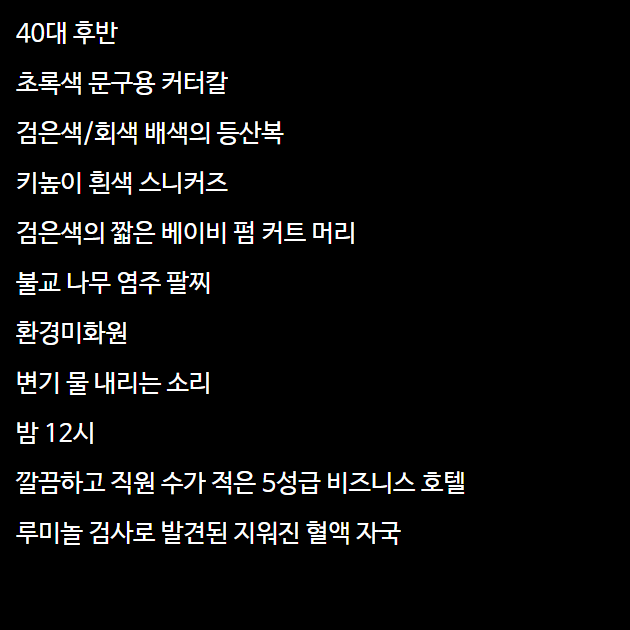 40대 후반
초록색 문구용 커터칼
검은색/회색 배색의 등산복
키높이 흰색 스니커즈
검은색의 짧은 베이비 펌 커트 머리
불교 나무 염주 팔찌
환경미화원
변기 물 내리는 소리
밤 12시
깔끔하고 직원 수가 적은 5성급 비즈니스 호텔
루미놀 검사로 발견된 지워진 혈액 자국